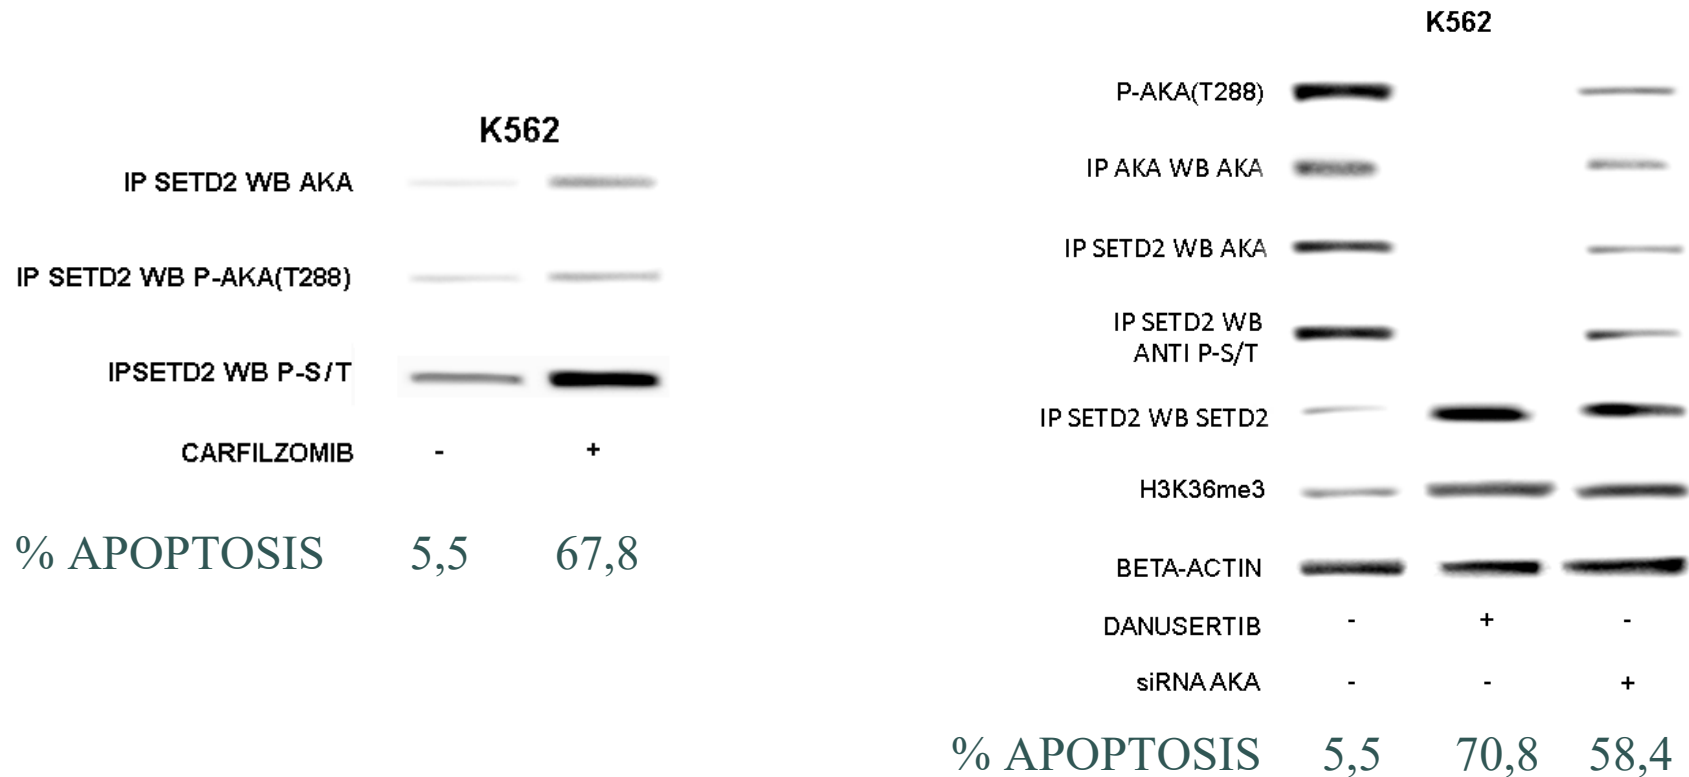 K562
IP SETD2 WB AKA
IP SETD2 WB P-AKA(T288)
IPSETD2 WB P-S/T
CARFILZOMIB - +
% APOPTOSIS 5,5 67,8
K562
P-AKA(T288)
IP AKA WB AKA
IP SETD2 WB AKA
IP SETD2 WB
ANTI P-S/T
IP SETD2 WB SETD2
H3K36me3
BETA-ACTIN
DANUSERTIB - + -
siRNA AKA - - +
% APOPTOSIS 5,5 70,8 58,4